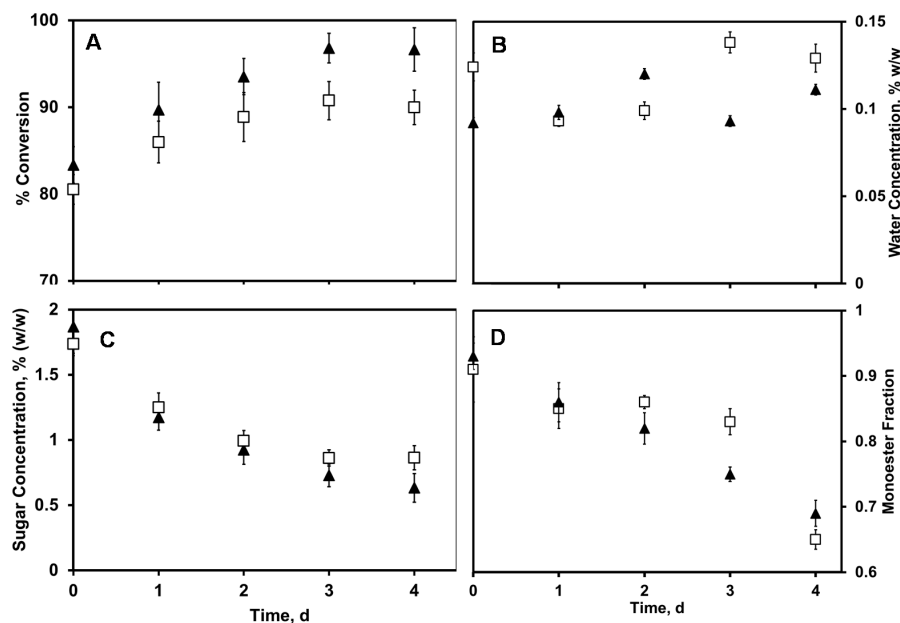 A
100
90
80
70
% Conversion
B
0.15
0.1
0.05
0
Water Concentration, % w/w
C
2
1.5
1
0.5
0
Sugar Concentration, % (w/w)
0 1 2 3 4
Time, d
D
1
0.9
0.8
0.7
0.6
Monoester Fraction
0 1 2 3 4
Time, d